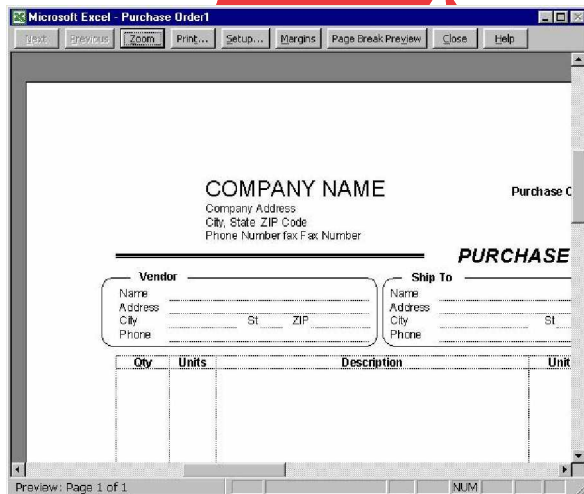 Microsoft Excel - Purchase Order1
Next Previous Zoom Print... Setup... Margins Page Break Preview Close Help
COMPANY NAME
Purchase O
Company Address
City, State ZIP Code
Phone Number fax Fax Number
PURCHASE
Vendor Ship To
Name Name
Address Address
City St ZIP City St
Phone Phone
Qty Units Description Unit
Preview: Page 1 of 1 NUM